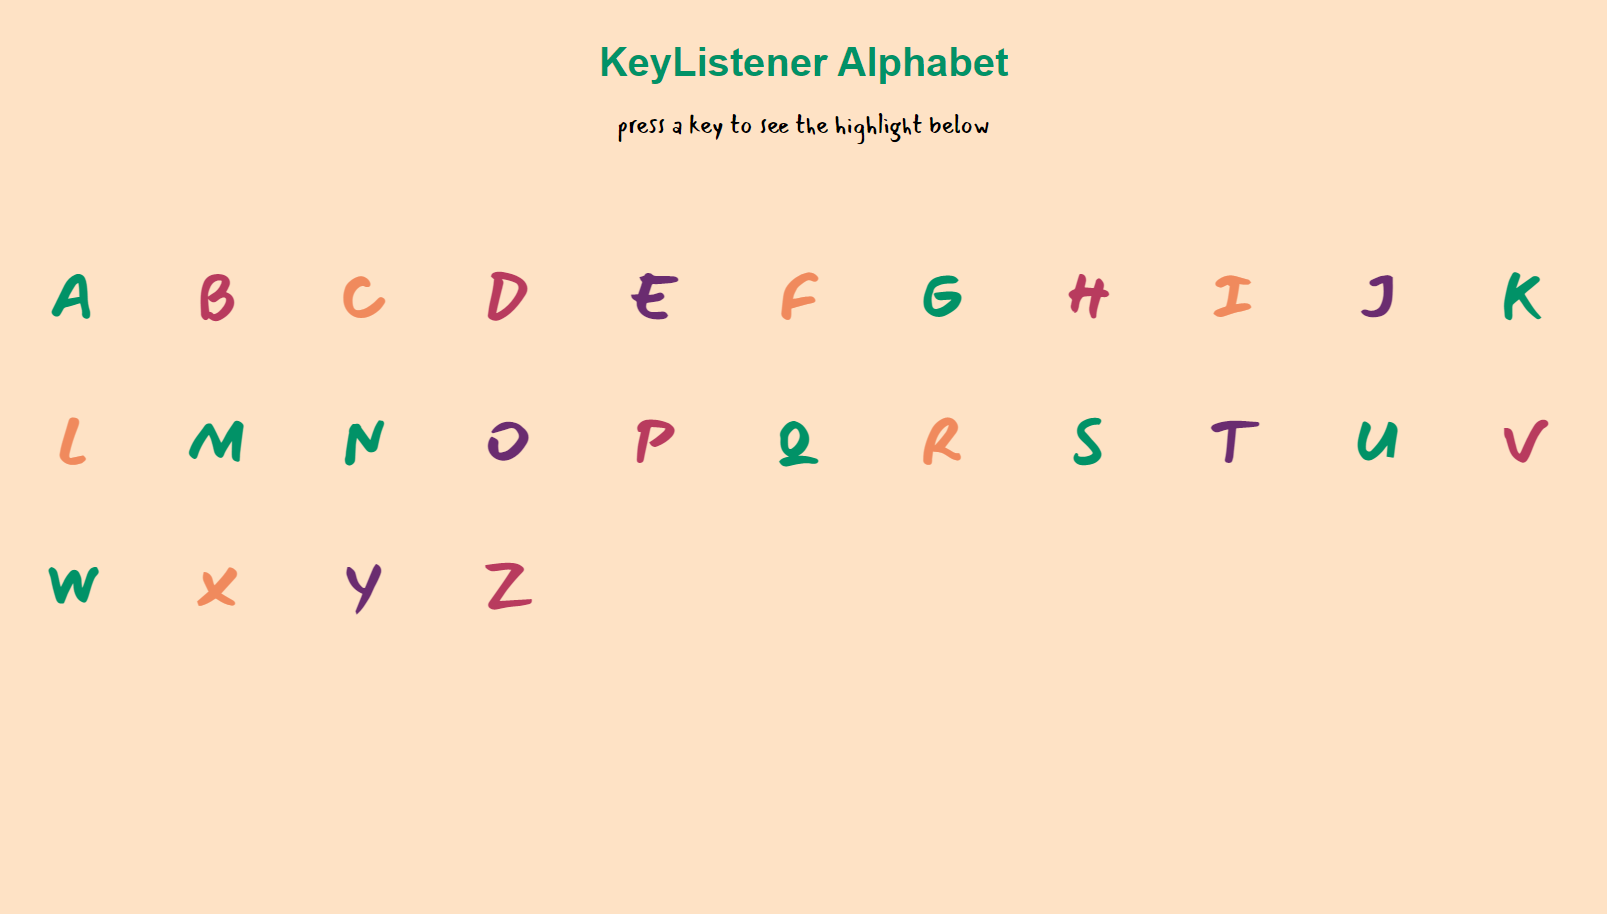 KeyListener Alphabet
press a key to see the highlight below
A B C D E F G H I J K
L M N O P Q R S T U V
W X Y Z